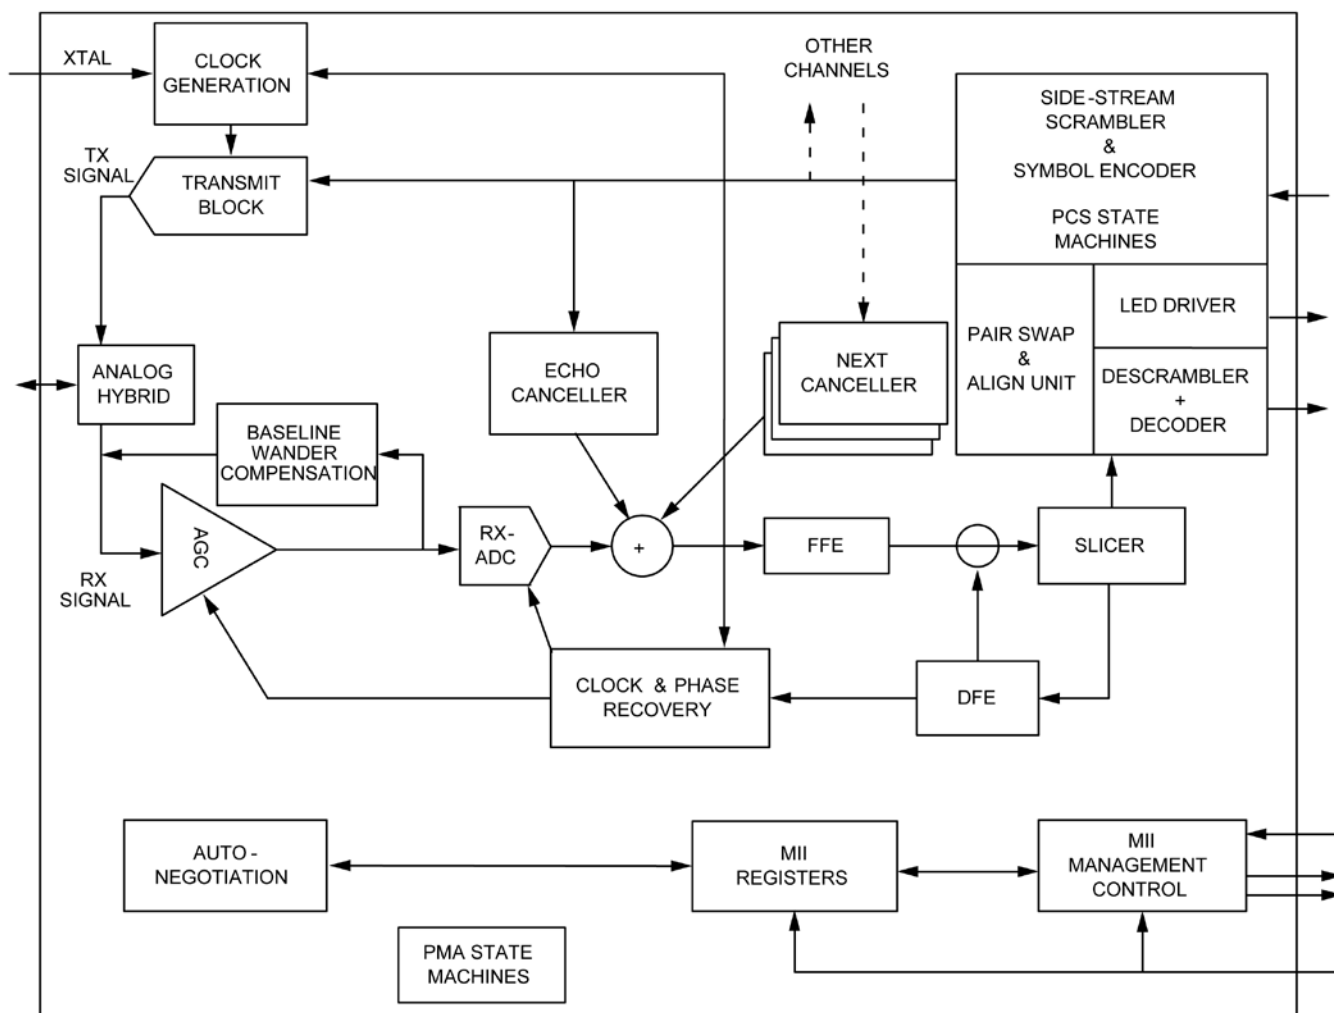 XTAL
CLOCK
GENERATION
OTHER
CHANNELS
SIDE-STREAM
SCRAMBLER
&
SYMBOL ENCODER
PCS STATE
MACHINES
TX
SIGNAL
TRANSMIT
BLOCK
LED DRIVER
PAIR SWAP
&
ALIGN UNIT
DESCRAMBLER
+
DECODER
ANALOG
HYBRID
ECHO
CANCELLER
NEXT
CANCELLER
BASELINE
WANDER
COMPENSATION
AGC
RX-
ADC
+
FFE
SLICER
RX
SIGNAL
CLOCK & PHASE
RECOVERY
DFE
AUTO-
NEGOTIATION
MII
REGISTERS
MII
MANAGEMENT
CONTROL
PMA STATE
MACHINES